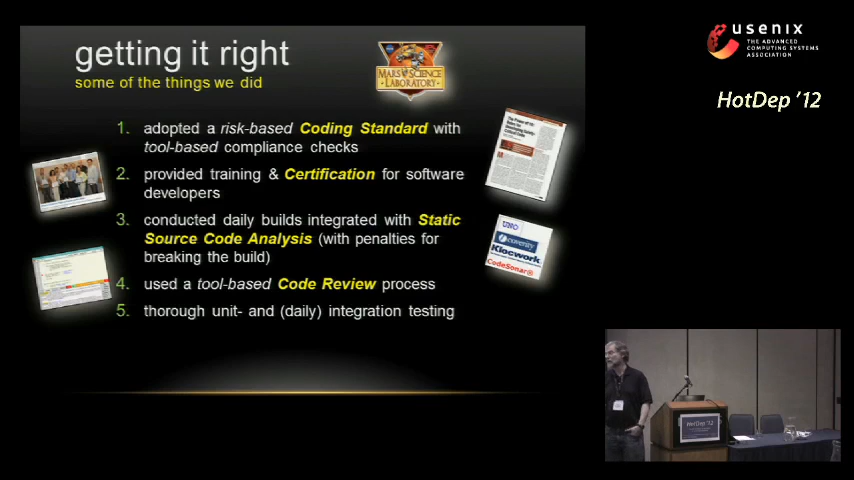 getting it right
some of the things we did
MARS SCIENCE
LABORATORY
1. adopted a risk-based Coding Standard with
tool-based compliance checks
2. provided training & Certification for software
developers
3. conducted daily builds integrated with Static
Source Code Analysis (with penalties for
breaking the build)
4. used a tool-based Code Review process
5. thorough unit- and (daily) integration testing
UNO
coverity
Klocwork
CodeSonar
usenix
THE ADVANCED
COMPUTING SYSTEMS
ASSOCIATION
HotDep '12
HotDep '12